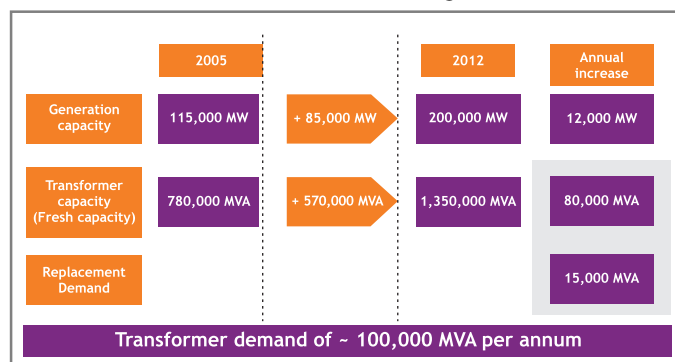 2005
2012
Annual
increase
Generation
capacity
115,000 MW
+ 85,000 MW
200,000 MW
12,000 MW
Transformer
capacity
(Fresh capacity)
780,000 MVA
+ 570,000 MVA
1,350,000 MVA
80,000 MVA
Replacement
Demand
15,000 MVA
Transformer demand of ~ 100,000 MVA per annum